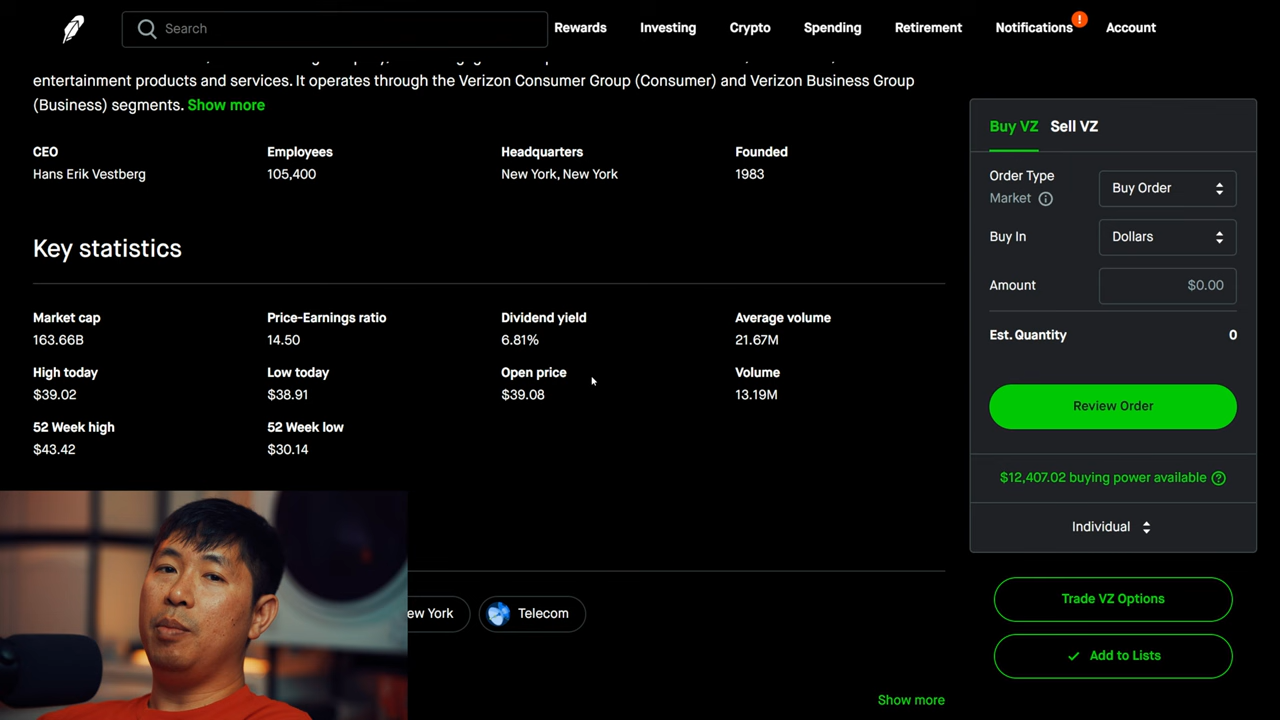 Search
Rewards
Investing
Crypto
Spending
Retirement
Notifications
!
Account
entertainment products and services. It operates through the Verizon Consumer Group (Consumer) and Verizon Business Group
(Business) segments. Show more
CEO
Hans Erik Vestberg
Employees
105,400
Headquarters
New York, New York
Founded
1983
Key statistics
Market cap
163.66B
Price-Earnings ratio
14.50
Dividend yield
6.81%
Average volume
21.67M
High today
$39.02
Low today
$38.91
Open price
$39.08
Volume
13.19M
52 Week high
$43.42
52 Week low
$30.14
ew York
Telecom
Show more
Buy VZ
Sell VZ
Order Type
Market
Buy Order
Buy In
Dollars
Amount
$0.00
Est. Quantity
0
Review Order
$12,407.02 buying power available
Individual
Trade VZ Options
Add to Lists